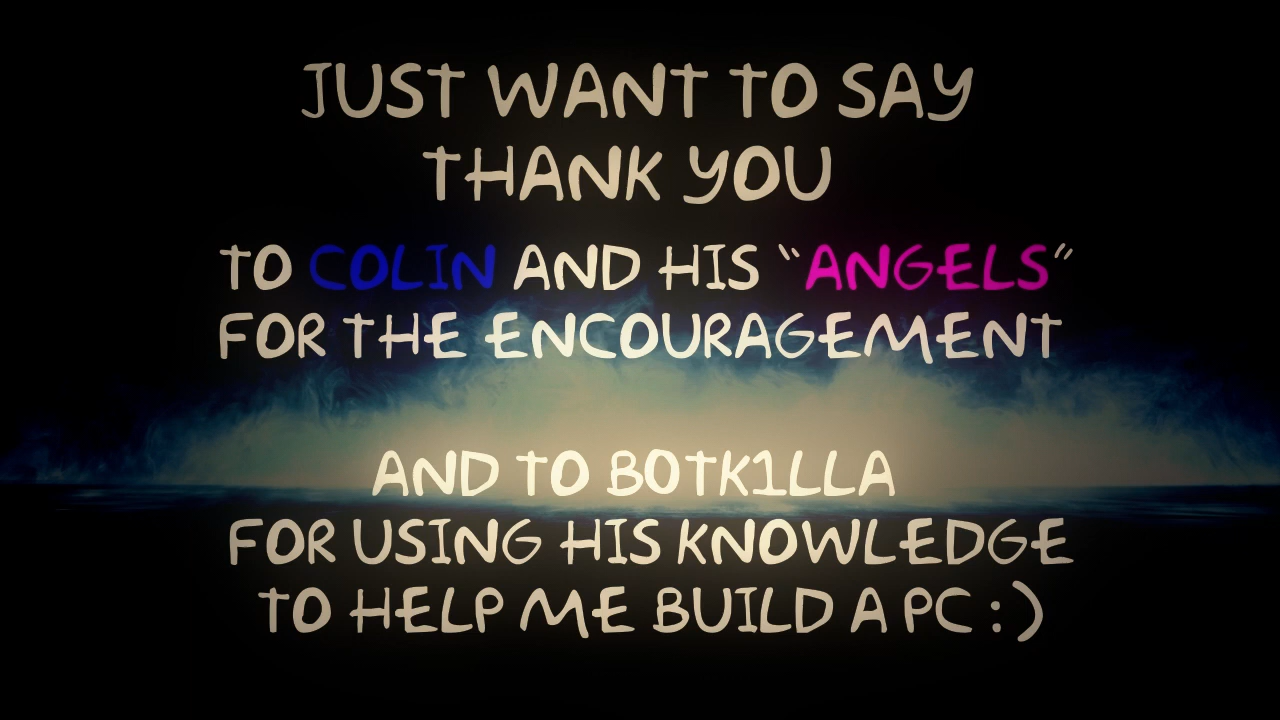 JUST WANT TO SAY
THANK YOU
TO COLIN AND HIS "ANGELS"
FOR THE ENCOURAGEMENT
AND TO BOTK1LLA
FOR USING HIS KNOWLEDGE
TO HELP ME BUILD A PC :)